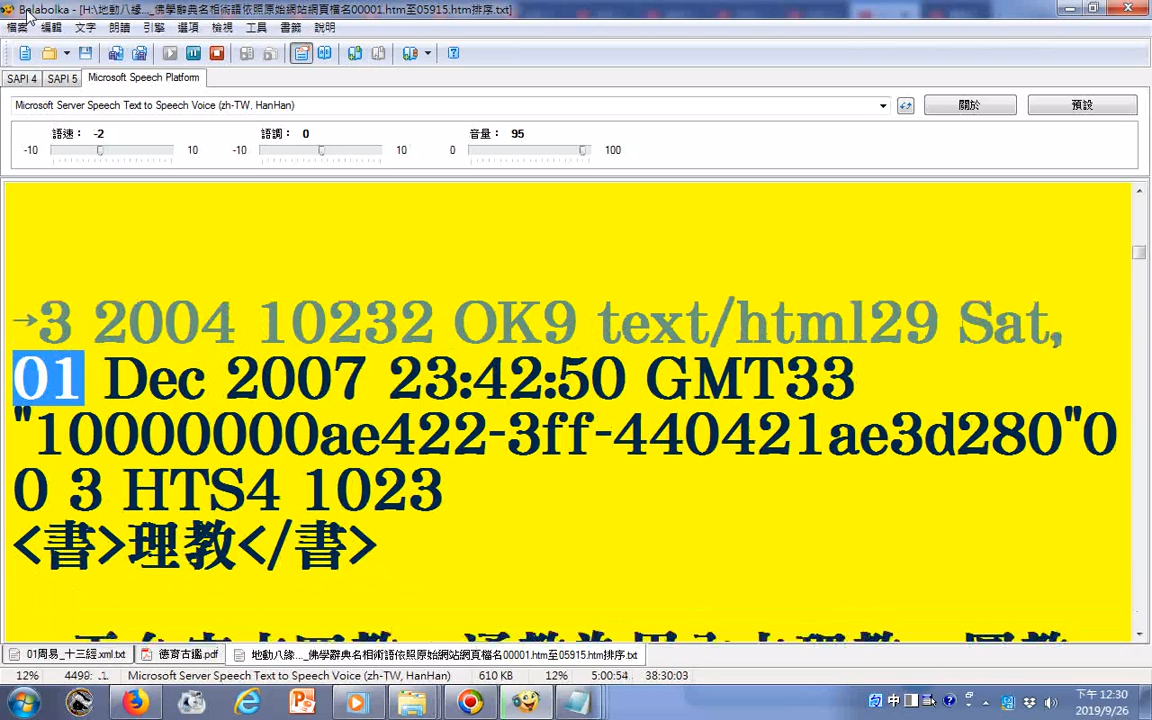 Balabolka - [H:\地動八緣..._佛學辭典名相術語依照原始網站網頁檔名00001.htm至05915.htm排序.txt]
檔案 編輯 文字 朗讀 引擎 選項 檢視 工具 書籤 說明
SAPI 4 SAPI 5 Microsoft Speech Platform
Microsoft Server Speech Text to Speech Voice (zh-TW, HanHan) 關於 預設
語速： -2 語調： 0 音量： 95
-10 10 -10 10 0 100
→3 2004 10232 OK9 text/html29 Sat,
01 Dec 2007 23:42:50 GMT33
"10000000ae422-3ff-440421ae3d280"0
0 3 HTS4 1023
<書>理教</書>
01周易_十三經.xml.txt 德育古鑑.pdf 地動八緣..._佛學辭典名相術語依照原始網站網頁檔名00001.htm至05915.htm排序.txt
12% Microsoft Server Speech Text to Speech Voice (zh-TW, HanHan) 610 KB 12% 5:00:54 38:30:03
中 下午 12:30
2019/9/26